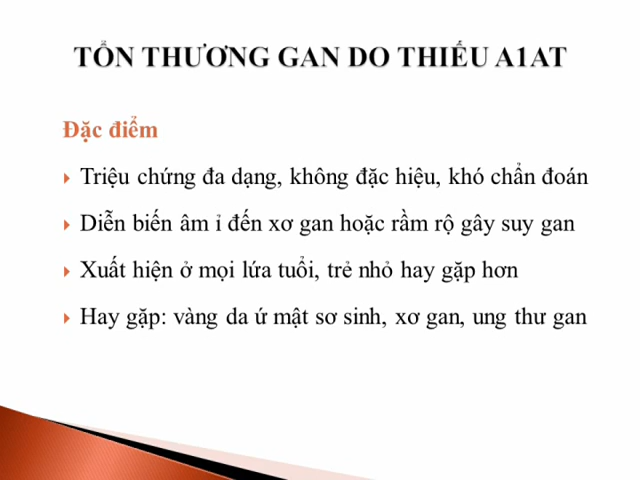 TỔN THƯƠNG GAN DO THIẾU A1AT
Đặc điểm
Triệu chứng đa dạng, không đặc hiệu, khó chẩn đoán
Diễn biến âm ỉ đến xơ gan hoặc rầm rộ gây suy gan
Xuất hiện ở mọi lứa tuổi, trẻ nhỏ hay gặp hơn
Hay gặp: vàng da ứ mật sơ sinh, xơ gan, ung thư gan